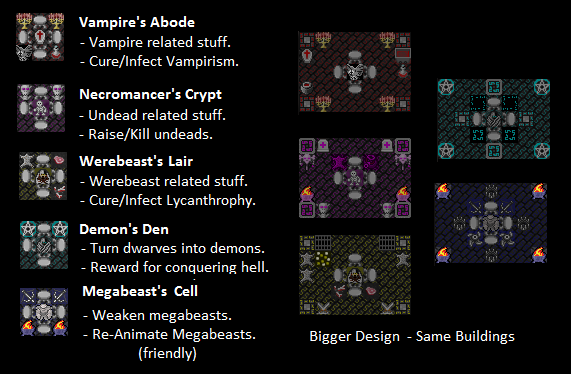 Vampire's Abode
- Vampire related stuff.
- Cure/Infect Vampirism.
Necromancer's Crypt
- Undead related stuff.
- Raise/Kill undeads.
Werebeast's Lair
- Werebeast related stuff.
- Cure/Infect Lycanthrophy.
Demon's Den
- Turn dwarves into demons.
- Reward for conquering hell.
Megabeast's Cell
- Weaken megabeasts.
- Re-Animate Megabeasts.
(friendly)
Bigger Design - Same Buildings